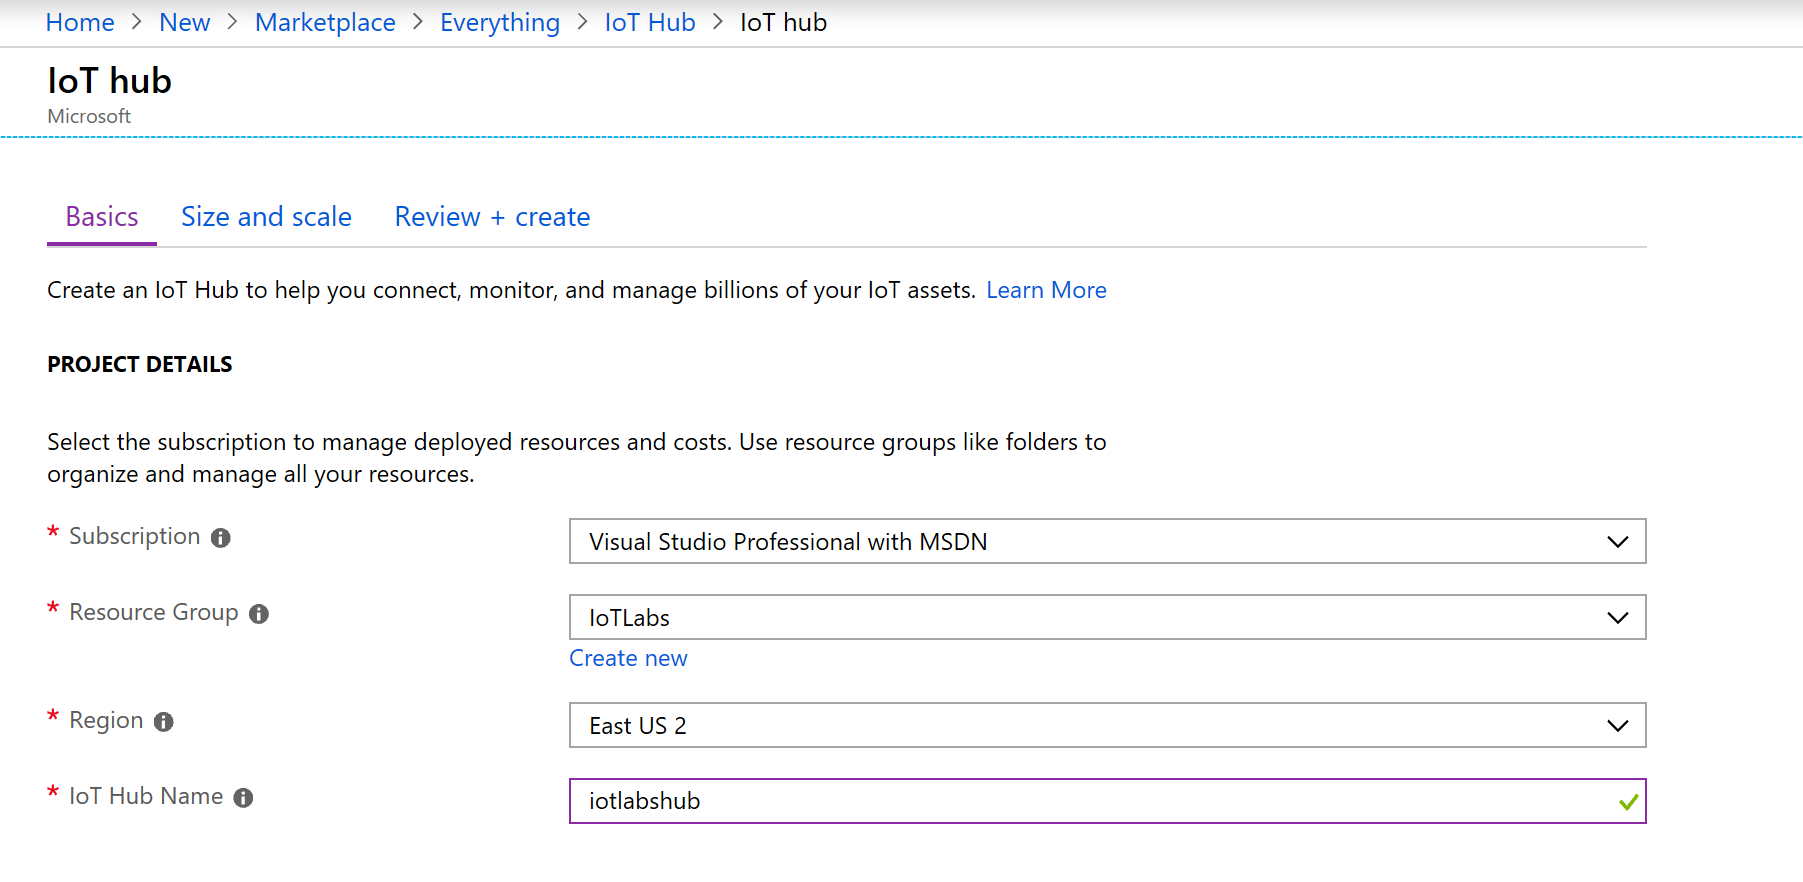 Home > New > Marketplace > Everything > IoT Hub > IoT hub
IoT hub
Microsoft
Basics Size and scale Review + create
Create an IoT Hub to help you connect, monitor, and manage billions of your IoT assets. Learn More
PROJECT DETAILS
Select the subscription to manage deployed resources and costs. Use resource groups like folders to
organize and manage all your resources.
* Subscription Visual Studio Professional with MSDN
* Resource Group IoTLabs
Create new
* Region East US 2
* IoT Hub Name iotlabshub